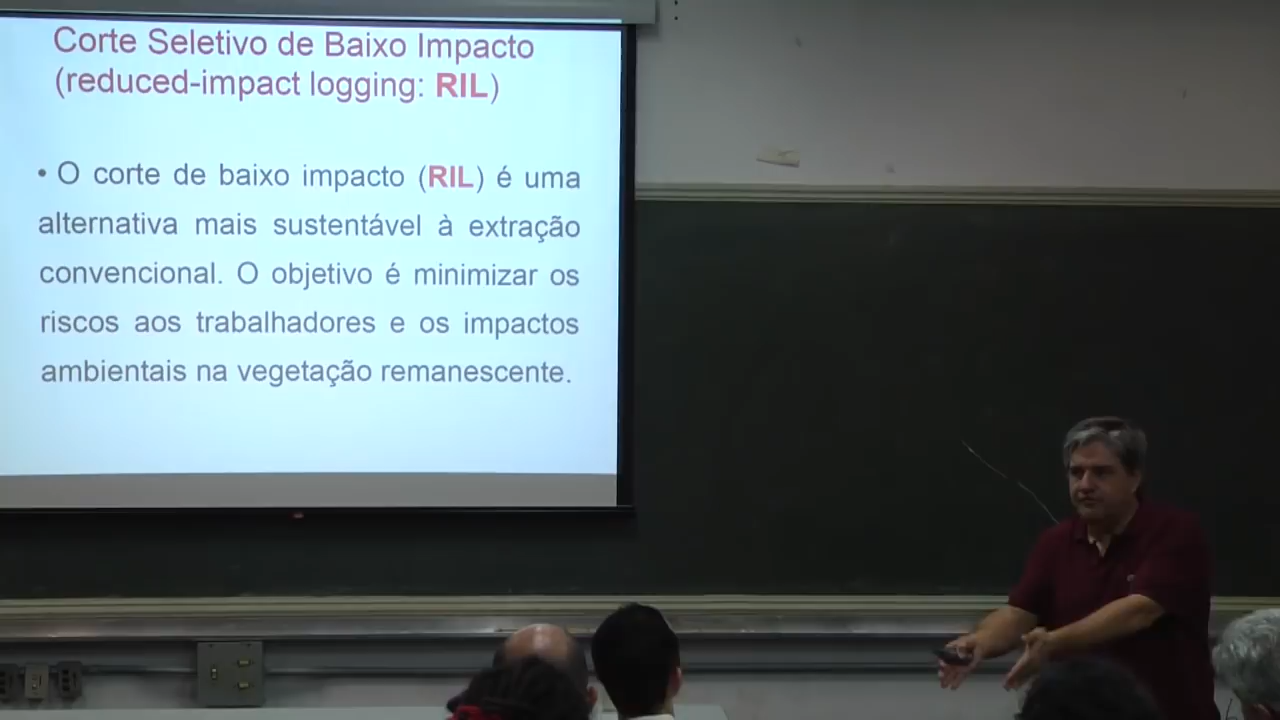 Corte Seletivo de Baixo Impacto
(reduced-impact logging: RIL)
• O corte de baixo impacto (RIL) é uma
alternativa mais sustentável à extração
convencional. O objetivo é minimizar os
riscos aos trabalhadores e os impactos
ambientais na vegetação remanescente.